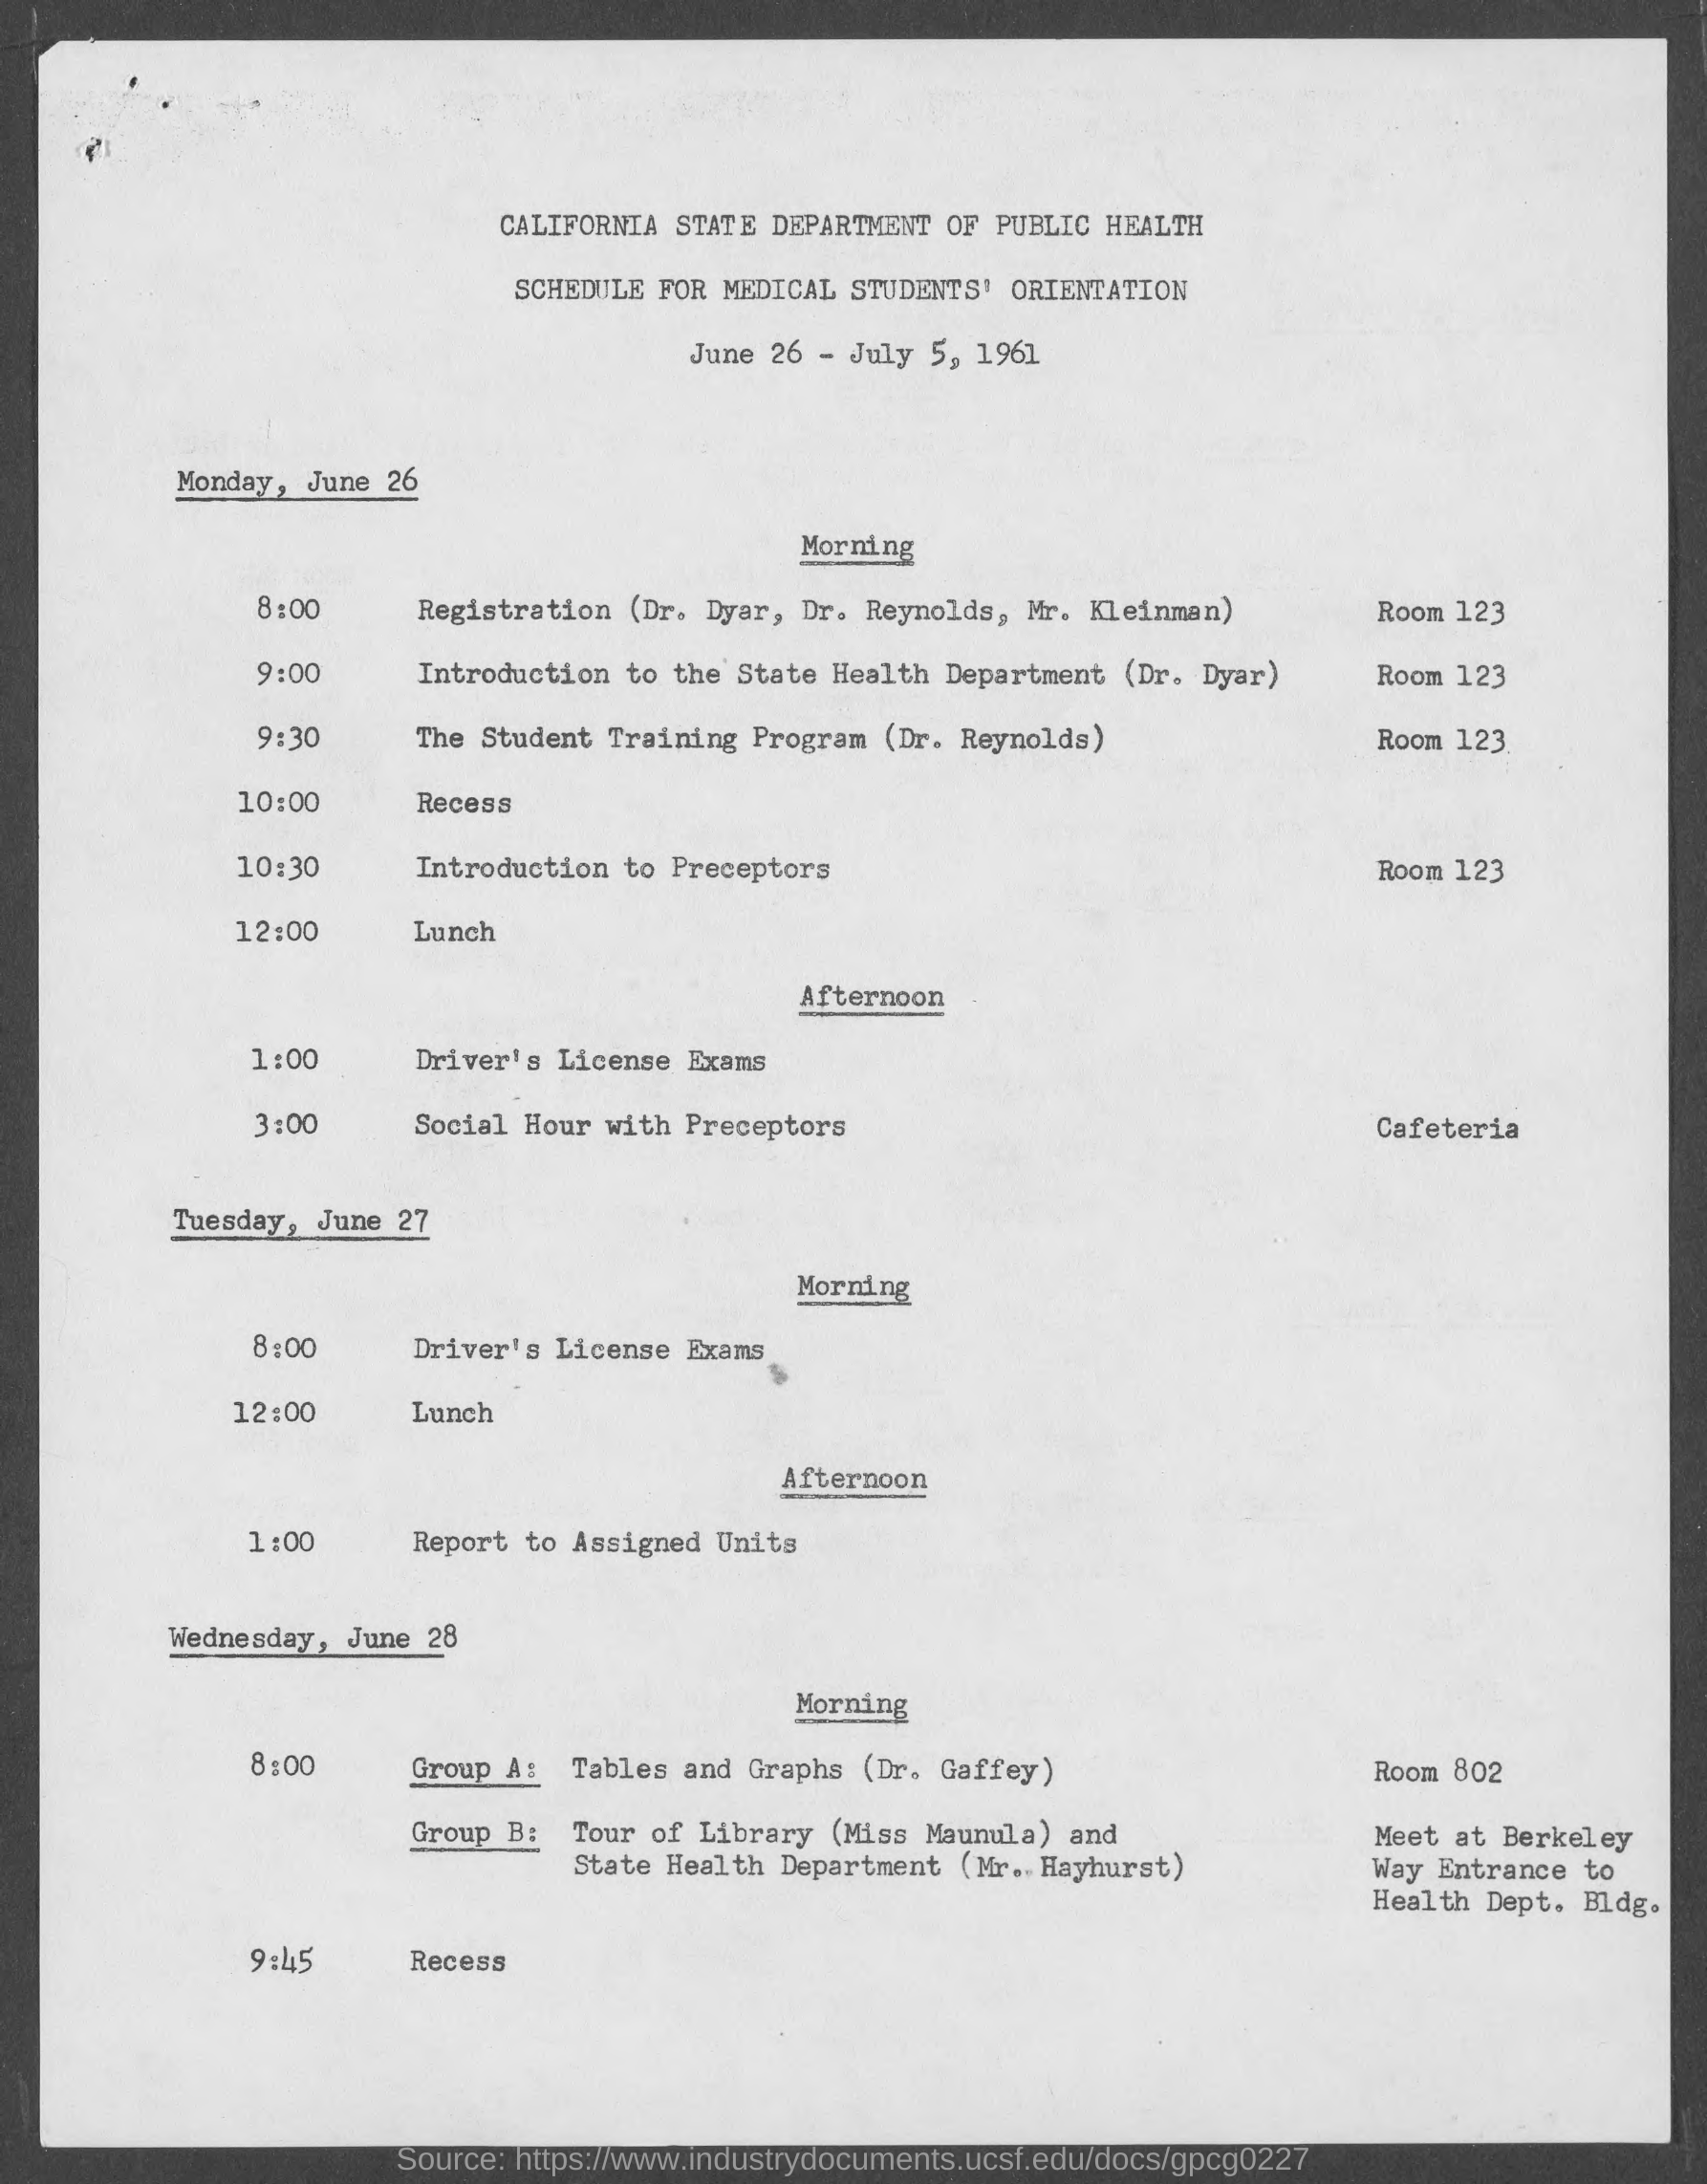 CALIFORNIA STATE DEPARTMENT OF PUBLIC HEALTH
SCHEDULE FOR MEDICAL STUDENTS' ORIENTATION
June 26 - July 5, 1961
Monday, June 26
Morning
8:00 Registration (Dr. Dyar, Dr. Reynolds, Mr. Kleinman) Room 123
9:00 Introduction to the State Health Department (Dr. Dyar) Room 123
9:30 The Student Training Program (Dr. Reynolds) Room 123
10:00 Recess
10:30 Introduction to Preceptors Room 123
12:00 Lunch
Afternoon
1:00 Driver's License Exams
3:00 Social Hour with Preceptors Cafeteria
Tuesday, June 27
Morning
8:00 Driver's License Exams
12:00 Lunch
Afternoon
1:00 Report to Assigned Units
Wednesday, June 28
Morning
8:00 Group A: Tables and Graphs (Dr. Gaffey) Room 802
Group B: Tour of Library (Miss Maunula) and Meet at Berkeley
State Health Department (Mr. Hayhurst) Way Entrance to
Health Dept. Bldg.
9:45 Recess
Source: https://www.industrydocuments.ucsf.edu/docs/gpcg0227